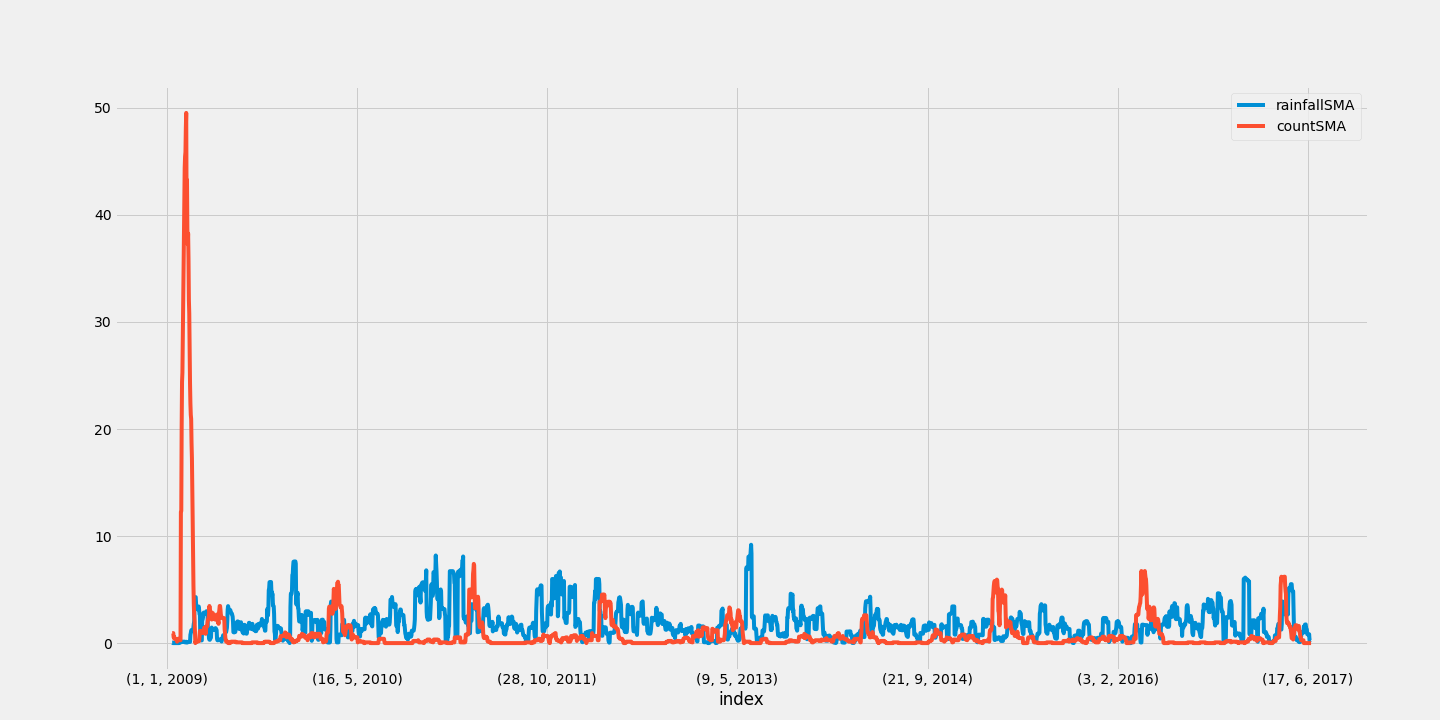 50
40
30
20
10
0
rainfallSMA
countSMA
(1, 1, 2009)
(16, 5, 2010)
(28, 10, 2011)
(9, 5, 2013)
(21, 9, 2014)
(3, 2, 2016)
(17, 6, 2017)
index